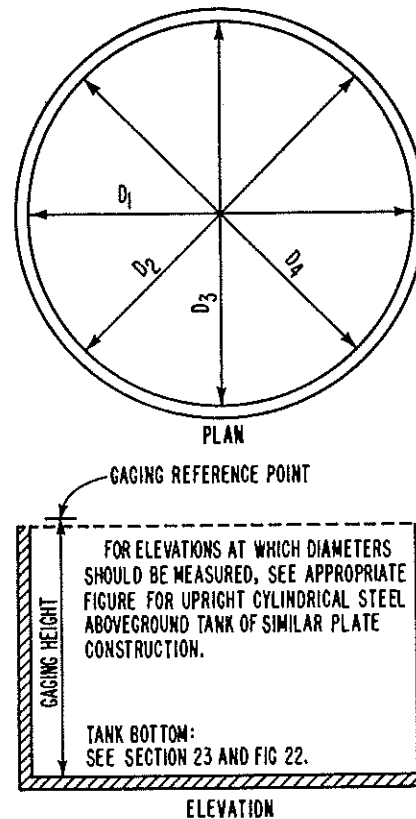 D1
D2
D3
D4
PLAN
GAGING REFERENCE POINT
GAGING HEIGHT
FOR ELEVATIONS AT WHICH DIAMETERS
SHOULD BE MEASURED, SEE APPROPRIATE
FIGURE FOR UPRIGHT CYLINDRICAL STEEL
ABOVEGROUND TANK OF SIMILAR PLATE
CONSTRUCTION.
TANK BOTTOM:
SEE SECTION 23 AND FIG 22.
ELEVATION